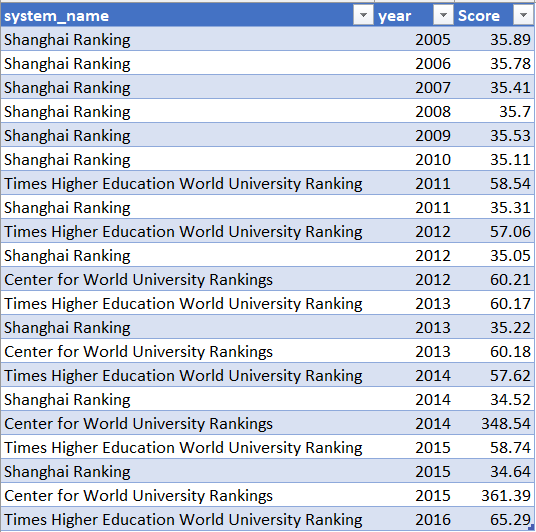 system_name year Score
Shanghai Ranking 2005 35.89
Shanghai Ranking 2006 35.78
Shanghai Ranking 2007 35.41
Shanghai Ranking 2008 35.7
Shanghai Ranking 2009 35.53
Shanghai Ranking 2010 35.11
Times Higher Education World University Ranking 2011 58.54
Shanghai Ranking 2011 35.31
Times Higher Education World University Ranking 2012 57.06
Shanghai Ranking 2012 35.05
Center for World University Rankings 2012 60.21
Times Higher Education World University Ranking 2013 60.17
Shanghai Ranking 2013 35.22
Center for World University Rankings 2013 60.18
Times Higher Education World University Ranking 2014 57.62
Shanghai Ranking 2014 34.52
Center for World University Rankings 2014 348.54
Times Higher Education World University Ranking 2015 58.74
Shanghai Ranking 2015 34.64
Center for World University Rankings 2015 361.39
Times Higher Education World University Ranking 2016 65.29